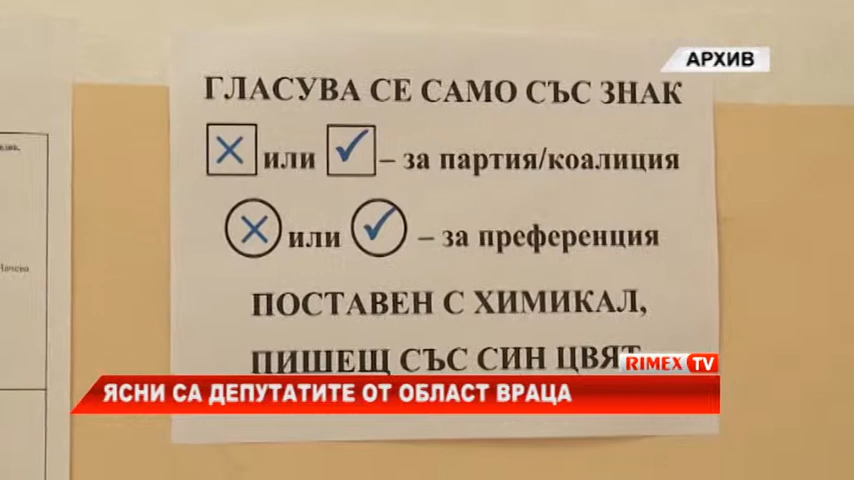 АРХИВ
ГЛАСУВА СЕ САМО СЪС ЗНАК
или – за партия/коалиция
или – за преференция
ПОСТАВЕН С ХИМИКАЛ,
ПИШЕЩ СЪС СИН ЦВЯТ
RIMEX TV
ЯСНИ СА ДЕПУТАТИТЕ ОТ ОБЛАСТ ВРАЦА